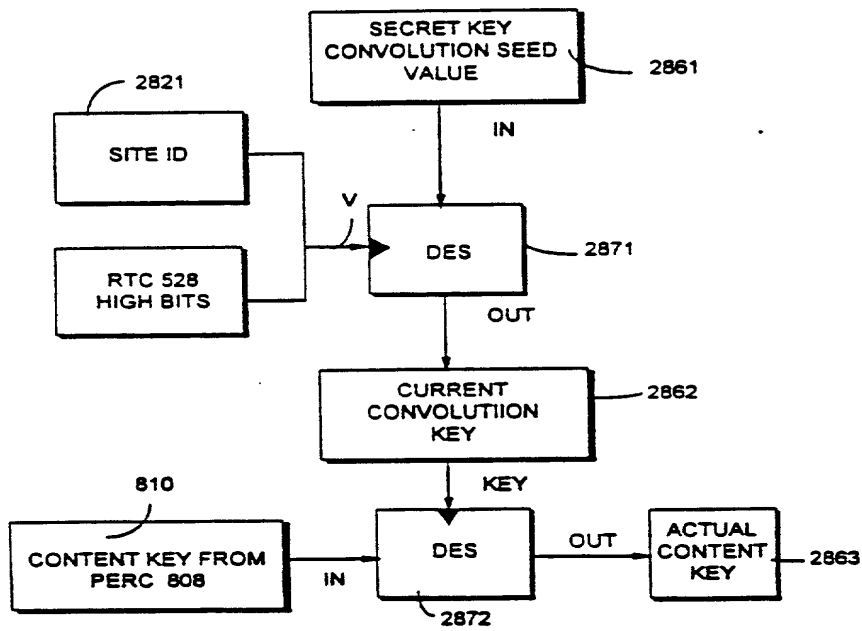 SECRET KEY
CONVOLUTION SEED
VALUE
2861
2821
SITE ID
IN
V
DES
2871
RTC 528
HIGH BITS
OUT
CURRENT
CONVOLUTIION
KEY
2862
KEY
810
CONTENT KEY FROM
PERC 808
IN
DES
OUT
ACTUAL
CONTENT
KEY
2863
2872